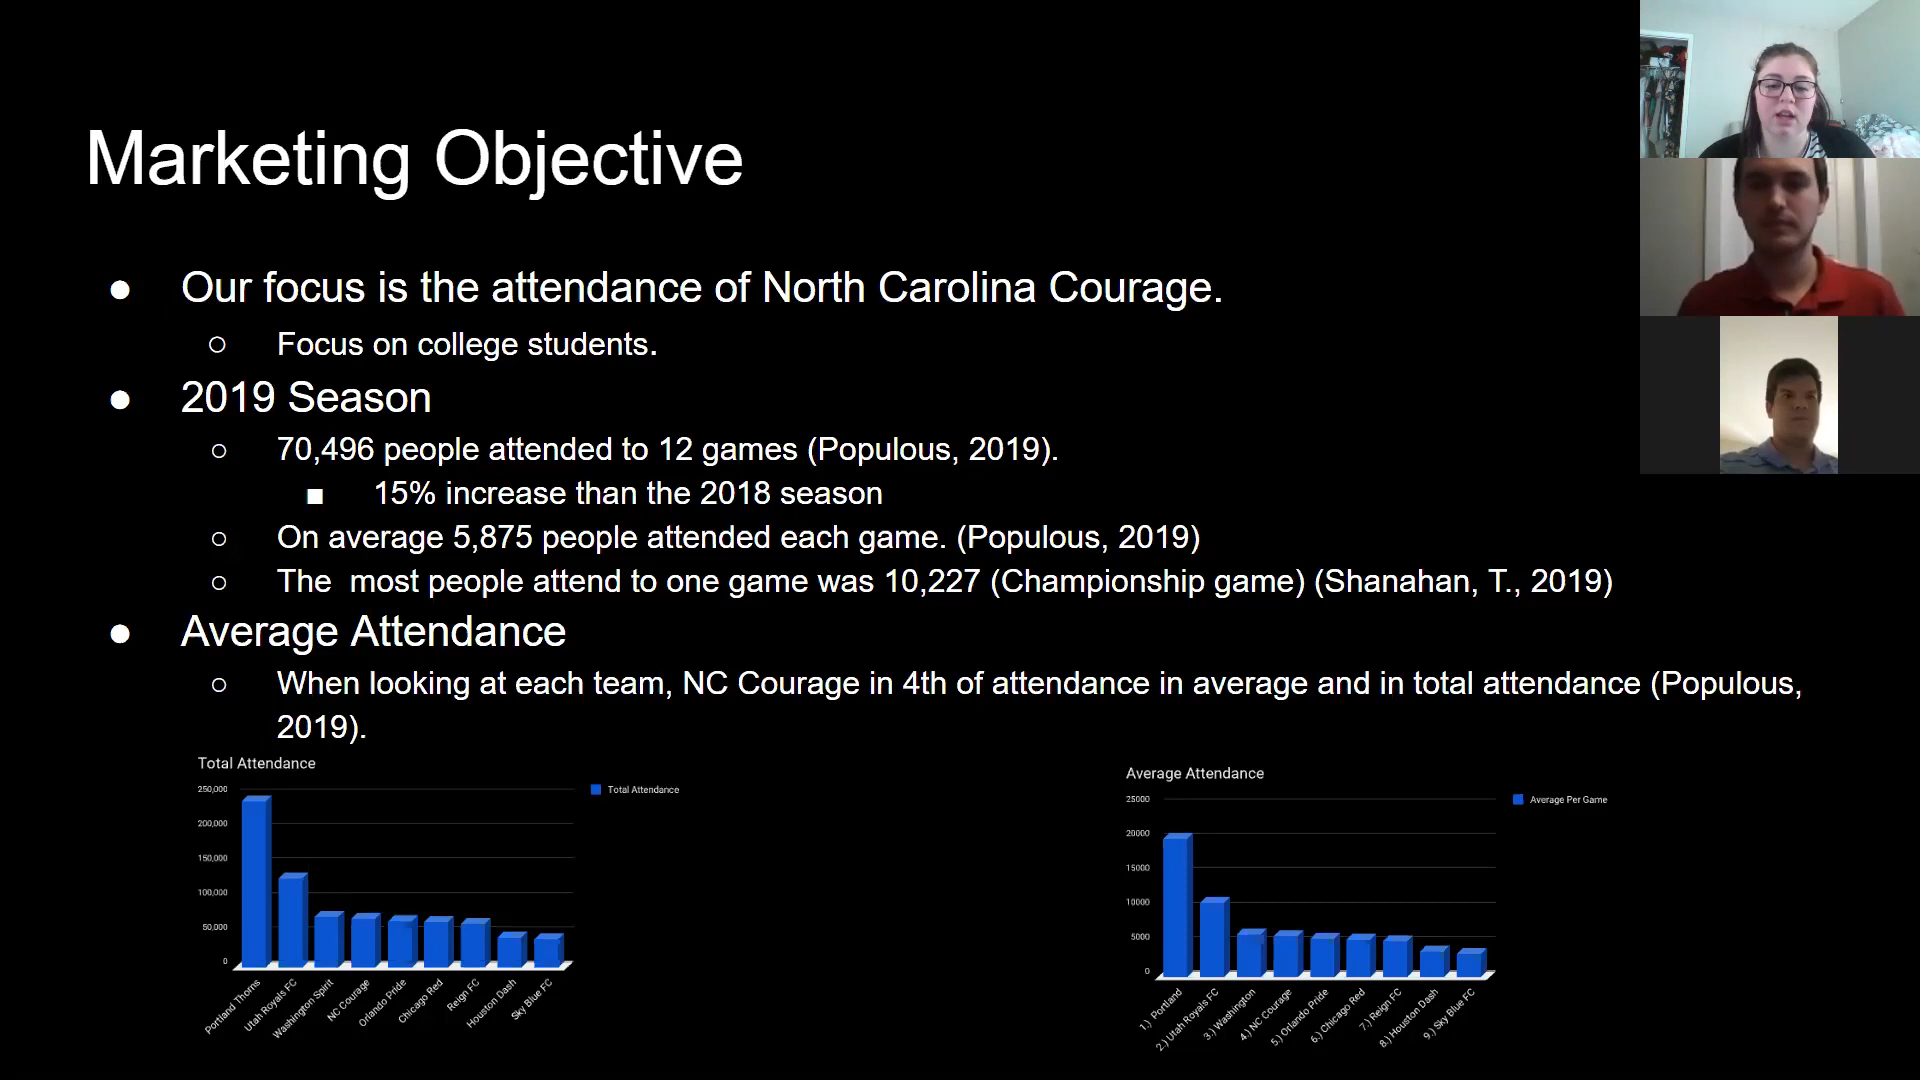 Marketing Objective
● Our focus is the attendance of North Carolina Courage.
○ Focus on college students.
● 2019 Season
○ 70,496 people attended to 12 games (Populous, 2019).
■ 15% increase than the 2018 season
○ On average 5,875 people attended each game. (Populous, 2019)
○ The  most people attend to one game was 10,227 (Championship game) (Shanahan, T., 2019)
● Average Attendance
○ When looking at each team, NC Courage in 4th of attendance in average and in total attendance (Populous,
2019).
Total Attendance
Total Attendance
250,000
200,000
150,000
100,000
50,000
0
Portland Thorns
Utah Royals FC
Washington Spirit
NC Courage
Orlando Pride
Chicago Red
Reign FC
Houston Dash
Sky Blue FC
Average Attendance
Average Per Game
25000
20000
15000
10000
5000
0
1.) Portland
2.) Utah Royals FC
3.) Washington
4.) NC Courage
5.) Orlando Pride
6.) Chicago Red
7.) Reign FC
8.) Houston Dash
9.) Sky Blue FC